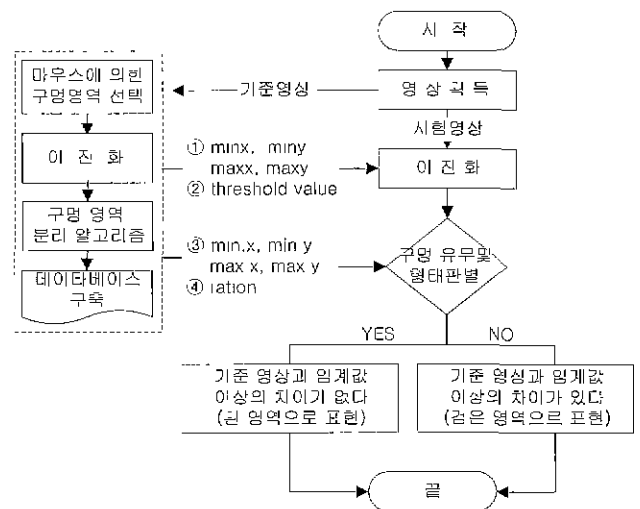 시 작
마우스에 의한
구멍영역 선택
기준영상
영 상 획 득
시험영상
이 진 화
① minx, miny
maxx, maxy
② threshold value
이 진 화
구멍 영역
분리 알고리즘
③ min.x, min y
max x, max y
④ ration
구멍 유무및
형태판별
데이타베이스
구축
YES
NO
기준 영상과 임계값
이상의 차이가 없다
(흰 영역으로 표현)
기준 영상과 임계값
이상의 차이가 있다
(검은 영역으로 표현)
끝